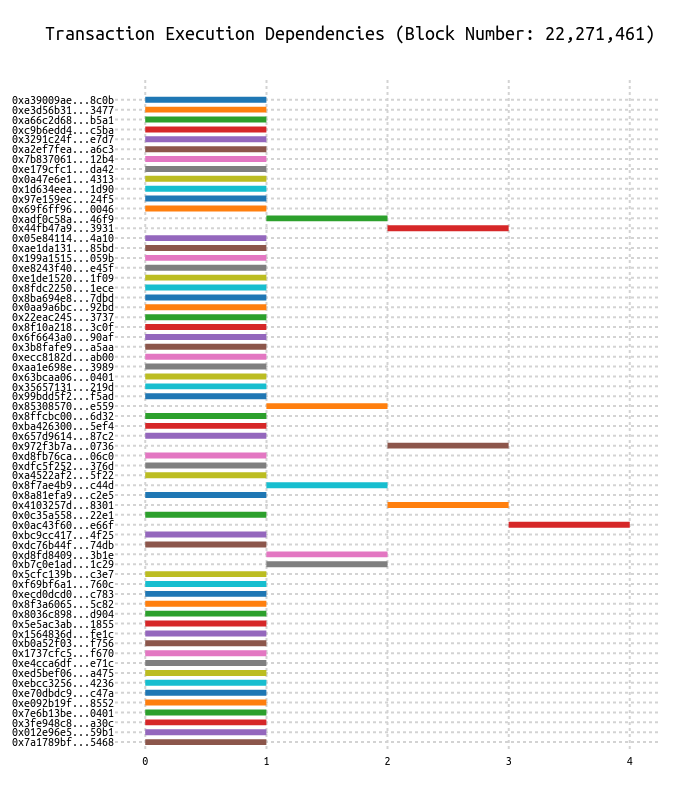 Transaction Execution Dependencies (Block Number: 22,271,461)
0xa39009ae...8c0b
0xe3d56b31...3477
0xa66c2d68...b5a1
0xc9b6edd4...c5ba
0x3291c24f...e7d7
0xa2ef7fea...a6c3
0x7b837061...12b4
0xe179cfc1...da42
0x0a47e6e1...4313
0x1d634eea...1d90
0x97e159ec...24f5
0x69f6ff96...0046
0xadf0c58a...46f9
0x44fb47a9...3931
0x05e84114...4a10
0xae1da131...85bd
0x199a1515...059b
0xe8243f40...e45f
0xe1de1520...1f09
0x8fdc2250...1ece
0x8ba694e8...7dbd
0x0aa9a6bc...92bd
0x22eac245...3737
0x8f10a218...3c0f
0x6f6643a0...90af
0x3b8fafe9...a5aa
0xecc8182d...ab00
0xaa1e698e...3989
0x63bcaa06...0401
0x35657131...219d
0x99bdd5f2...f5ad
0x85308570...e559
0x8ffcbc00...6d32
0xba426300...5ef4
0x657d9614...87c2
0x972f3b7a...0736
0xd8fb76ca...06c0
0xdfc5f252...376d
0xa4522af2...5f22
0x8f7ae4b9...c44d
0x8a81efa9...c2e5
0x4103257d...8301
0x0c35a558...22e1
0x0ac43f60...e66f
0xbc9cc417...4f25
0xdc76b44f...74db
0xd8fd8409...3b1e
0xb7c0e1ad...1c29
0x5cfc139b...c3e7
0xf69bf6a1...760c
0xecd0dcd0...c783
0x8f3a6065...5c82
0x8036c898...d904
0x5e5ac3ab...1855
0x1564836d...fe1c
0xb0a52f03...f756
0x1737cfc5...f670
0xe4cca6df...e71c
0xed5bef06...a475
0xebcc3256...4236
0xe70dbdc9...c47a
0xe092b19f...8552
0x7e6b13be...0401
0x3fe948c8...a30c
0x012e96e5...59b1
0x7a1789bf...5468
0 1 2 3 4